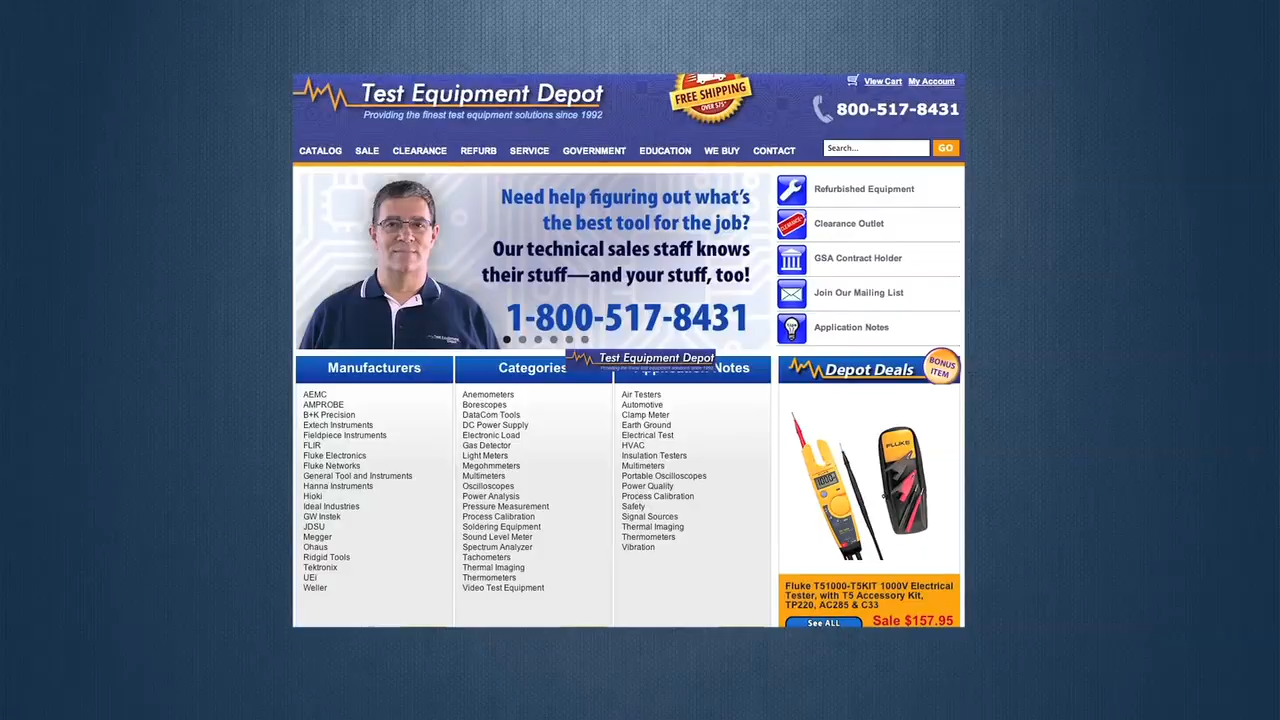 Test Equipment Depot
Providing the finest test equipment solutions since 1992
FREE SHIPPING
OVER $75*
View Cart My Account
800-517-8431
CATALOG SALE CLEARANCE REFURB SERVICE GOVERNMENT EDUCATION WE BUY CONTACT
Search... GO
Need help figuring out what's
the best tool for the job?
Our technical sales staff knows
their stuff—and your stuff, too!
1-800-517-8431
Refurbished Equipment
CLEARANCE
Clearance Outlet
GSA Contract Holder
Join Our Mailing List
Application Notes
Test Equipment Depot
Manufacturers
AEMC
AMPROBE
B+K Precision
Extech Instruments
Fieldpiece Instruments
FLIR
Fluke Electronics
Fluke Networks
General Tool and Instruments
Hanna Instruments
Hioki
Ideal Industries
GW Instek
JDSU
Megger
Ohaus
Ridgid Tools
Tektronix
UEi
Weller
Categories
Anemometers
Borescopes
DataCom Tools
DC Power Supply
Electronic Load
Gas Detector
Light Meters
Megohmmeters
Multimeters
Oscilloscopes
Power Analysis
Pressure Measurement
Process Calibration
Soldering Equipment
Sound Level Meter
Spectrum Analyzer
Tachometers
Thermal Imaging
Thermometers
Video Test Equipment
Notes
Air Testers
Automotive
Clamp Meter
Earth Ground
Electrical Test
HVAC
Insulation Testers
Multimeters
Portable Oscilloscopes
Power Quality
Process Calibration
Safety
Signal Sources
Thermal Imaging
Thermometers
Vibration
Depot Deals
BONUS
ITEM
FLUKE
1000
Fluke T51000-T5KIT 1000V Electrical
Tester, with T5 Accessory Kit,
TP220, AC285 & C33
See ALL
Sale $157.95